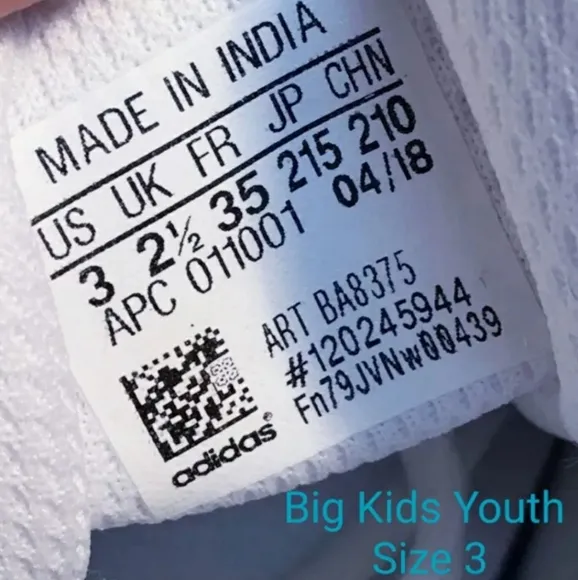 MADE IN INDIA
US UK FR JP CHN
3 2½ 35 215 210
APC 011001 04/18
ART BA8375
#120245944
Fn79JVNw00439
adidas®
Big Kids Youth
Size 3